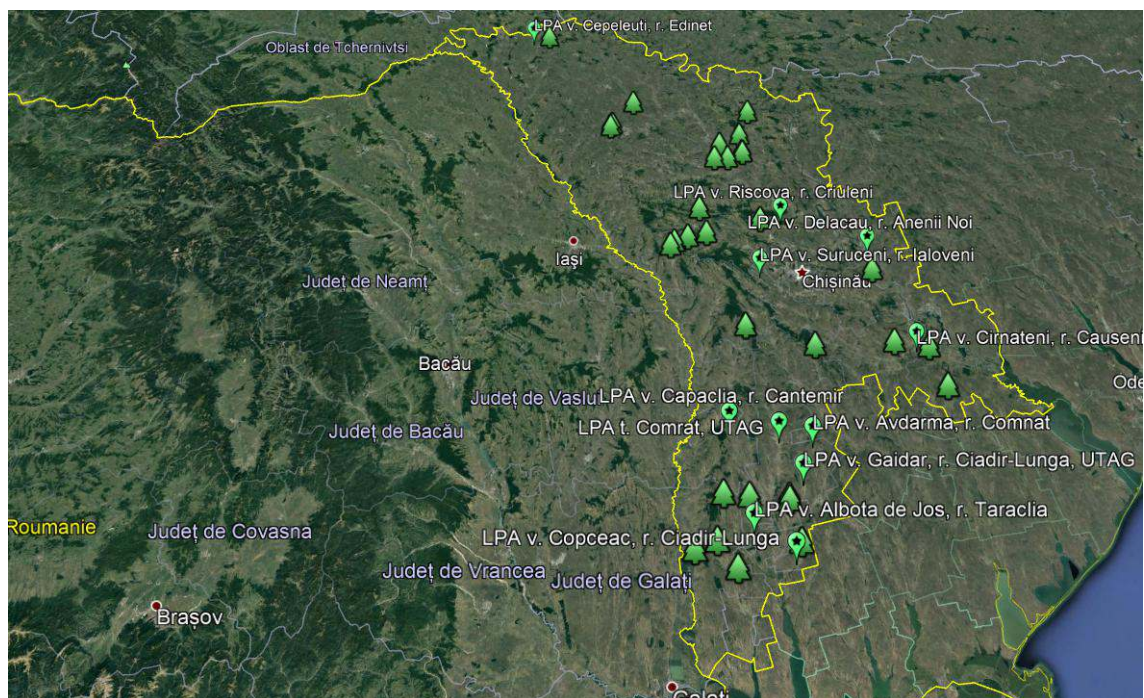 LPA v. Cepeleuti, r. Edinet
Oblast de Tchernivtsi
LPA v. Riscova, r. Criuleni
LPA v. Delacau, r. Anenii Noi
Iași
LPA v. Suruceni, r. Ialoveni
Chișinău
Județ de Neamț
LPA v. Cirnateni, r. Causeni
Bacău
Ode
Județ de Vaslui
LPA v. Capaclia, r. Cantemir
Județ de Bacău
LPA t. Comrat, UTAG
LPA v. Avdarma, r. Comnat
LPA v. Gaidar, r. Ciadir-Lunga, UTAG
Roumanie
Județ de Covasna
LPA v. Albota de Jos, r. Taraclia
LPA v. Copceac, r. Ciadir-Lunga
Județ de Vrancea
Județ de Galați
Brașov
Galați